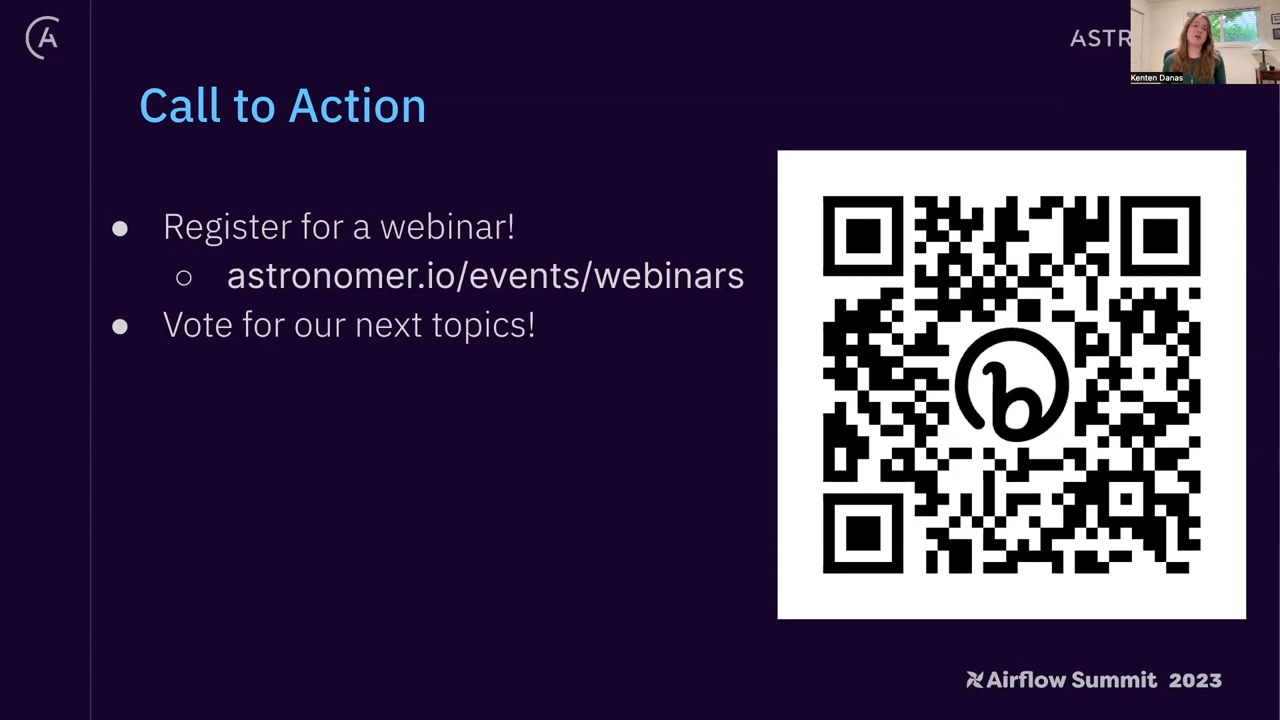 ASTR
Kenten Danas
Call to Action
● Register for a webinar!
○ astronomer.io/events/webinars
● Vote for our next topics!
b
Airflow Summit 2023